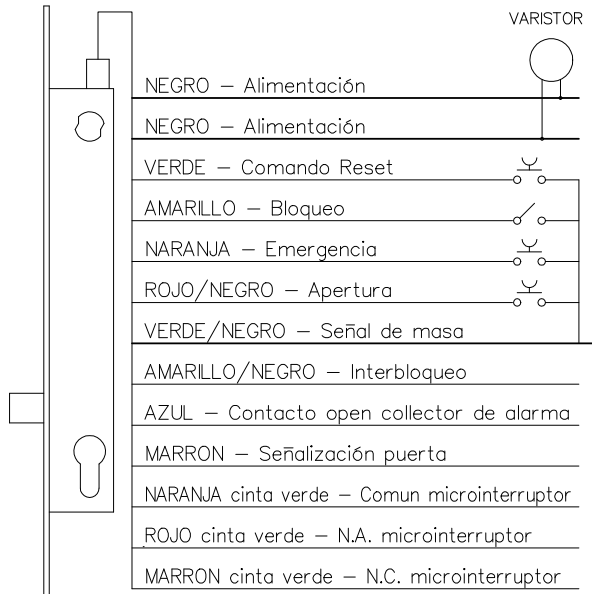 VARISTOR
NEGRO – Alimentación
NEGRO – Alimentación
VERDE – Comando Reset
AMARILLO – Bloqueo
NARANJA – Emergencia
ROJO/NEGRO – Apertura
VERDE/NEGRO – Señal de masa
AMARILLO/NEGRO – Interbloqueo
AZUL – Contacto open collector de alarma
MARRON – Señalización puerta
NARANJA cinta verde – Comun microinterruptor
ROJO cinta verde – N.A. microinterruptor
MARRON cinta verde – N.C. microinterruptor